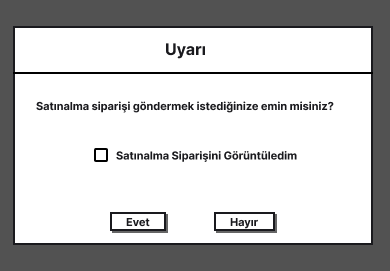 Uyarı
Satınalma siparişi göndermek istediğinize emin misiniz?
Satınalma Siparişini Görüntüledim
Evet
Hayır